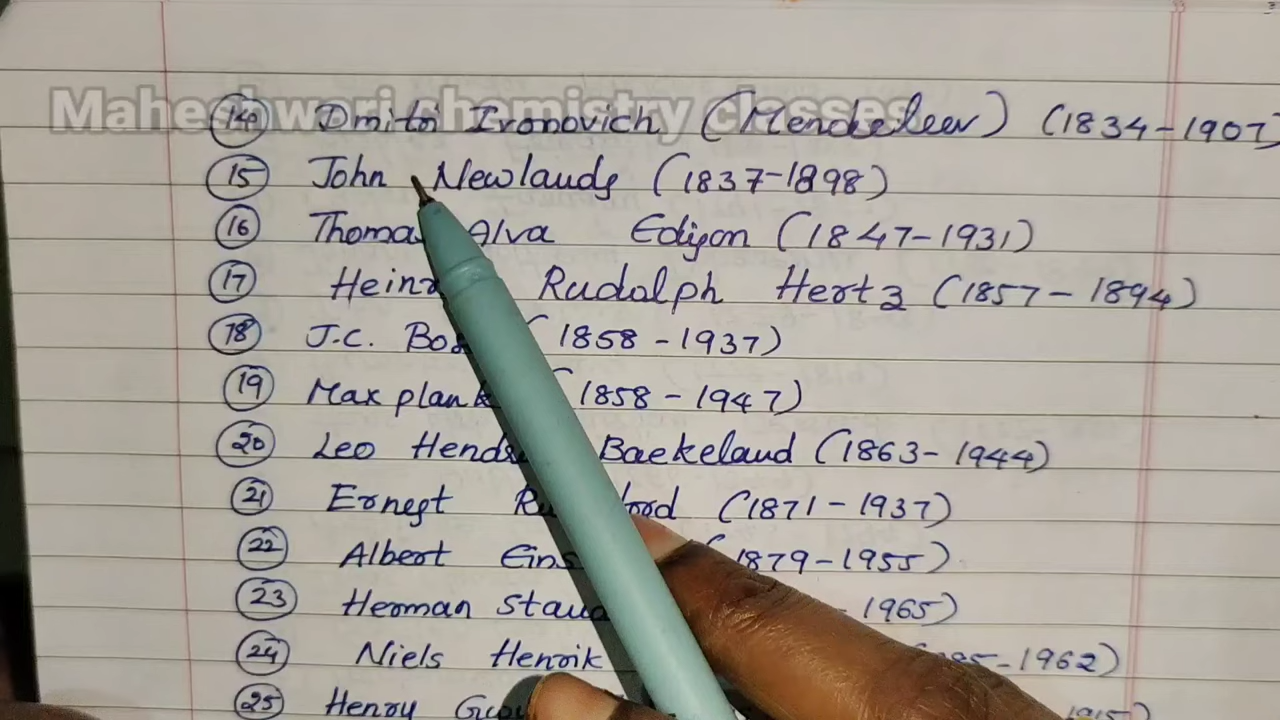 Maheshwari chemistry classes
14 Dmitri Ivonovich (Mendeleev) (1834-1907)
15 John Newlands (1837-1898)
16 Thomas Alva Edison (1847-1931)
17 Rudolph Hertz (1857-1894)
18 J.C. (1858-1937)
19 Max plank (1858-1947)
20 Leo Baekeland (1863-1944)
21 Ernest (1871-1937)
22 Albert (1879-1955)
23 Herman 1965)
24 Niels Henrik 1962)
25 Henry